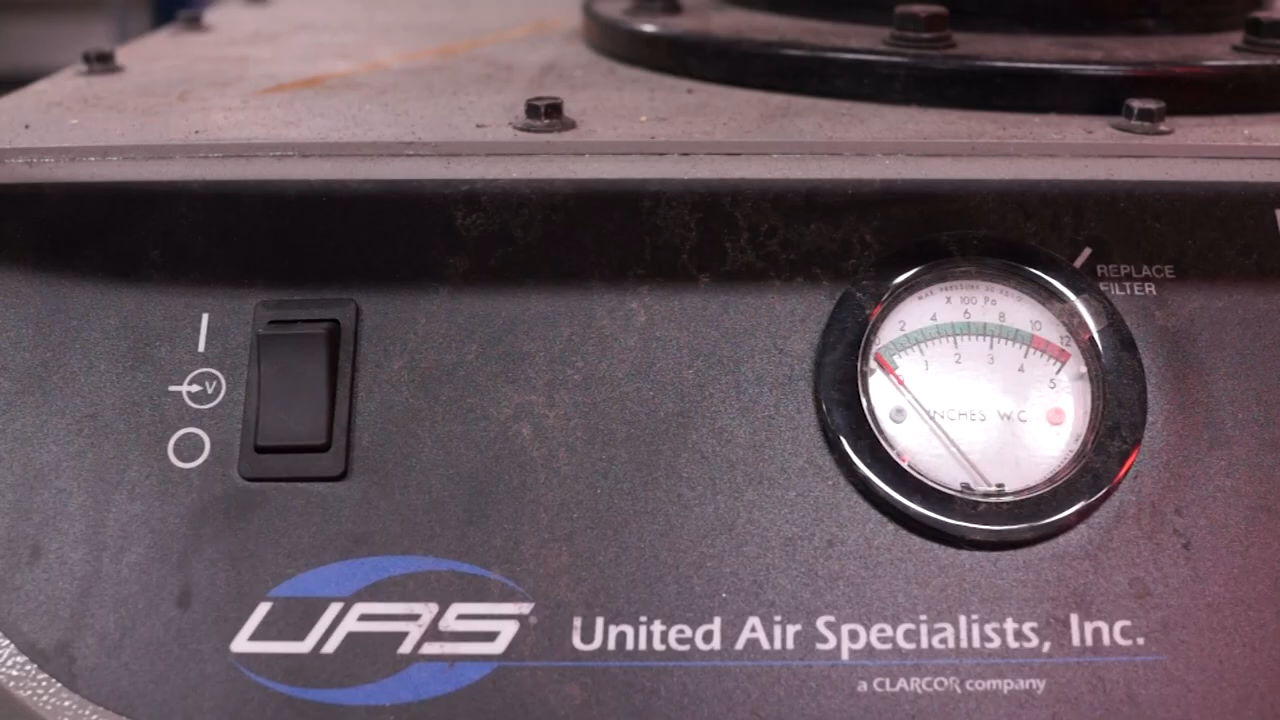 REPLACE
FILTER
X 100 Pa
2 4 6 8 10 12
0 1 2 3 4 5
INCHES W C
V
UAS
United Air Specialists, Inc.
a CLARCOR company